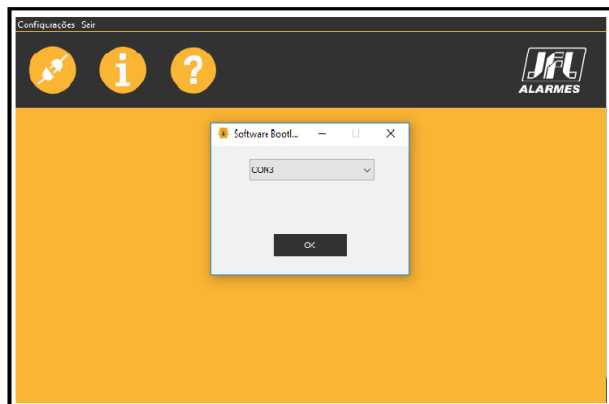 Configurações Sair
JFL
ALARMES
Software Bootl...
COM3
OK